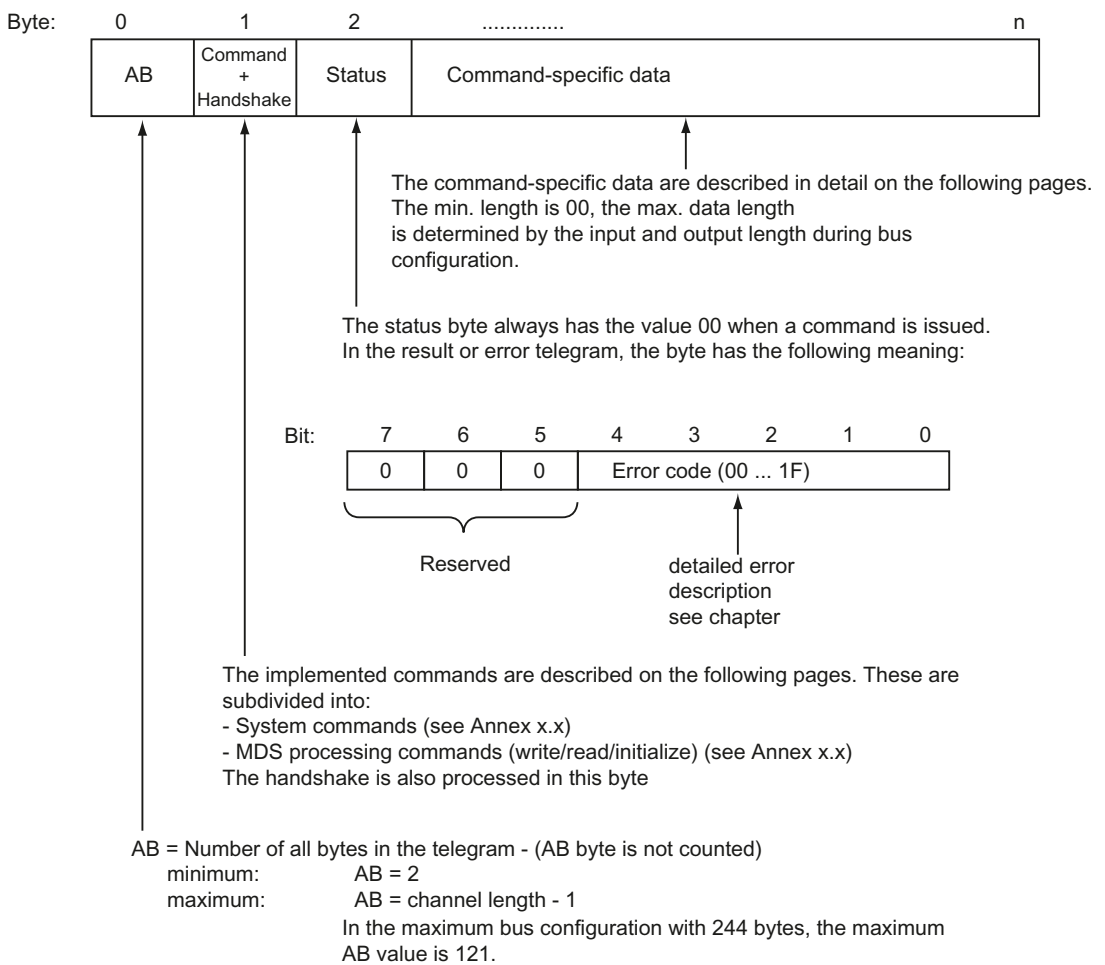 Byte: 0 1 2 .............. n
AB
Command
+
Handshake
Status
Command-specific data
The command-specific data are described in detail on the following pages.
The min. length is 00, the max. data length
is determined by the input and output length during bus
configuration.
The status byte always has the value 00 when a command is issued.
In the result or error telegram, the byte has the following meaning:
Bit: 7 6 5 4 3 2 1 0
0 0 0 Error code (00 ... 1F)
Reserved
detailed error
description
see chapter
The implemented commands are described on the following pages. These are
subdivided into:
- System commands (see Annex x.x)
- MDS processing commands (write/read/initialize) (see Annex x.x)
The handshake is also processed in this byte
AB = Number of all bytes in the telegram - (AB byte is not counted)
minimum: AB = 2
maximum: AB = channel length - 1
In the maximum bus configuration with 244 bytes, the maximum
AB value is 121.